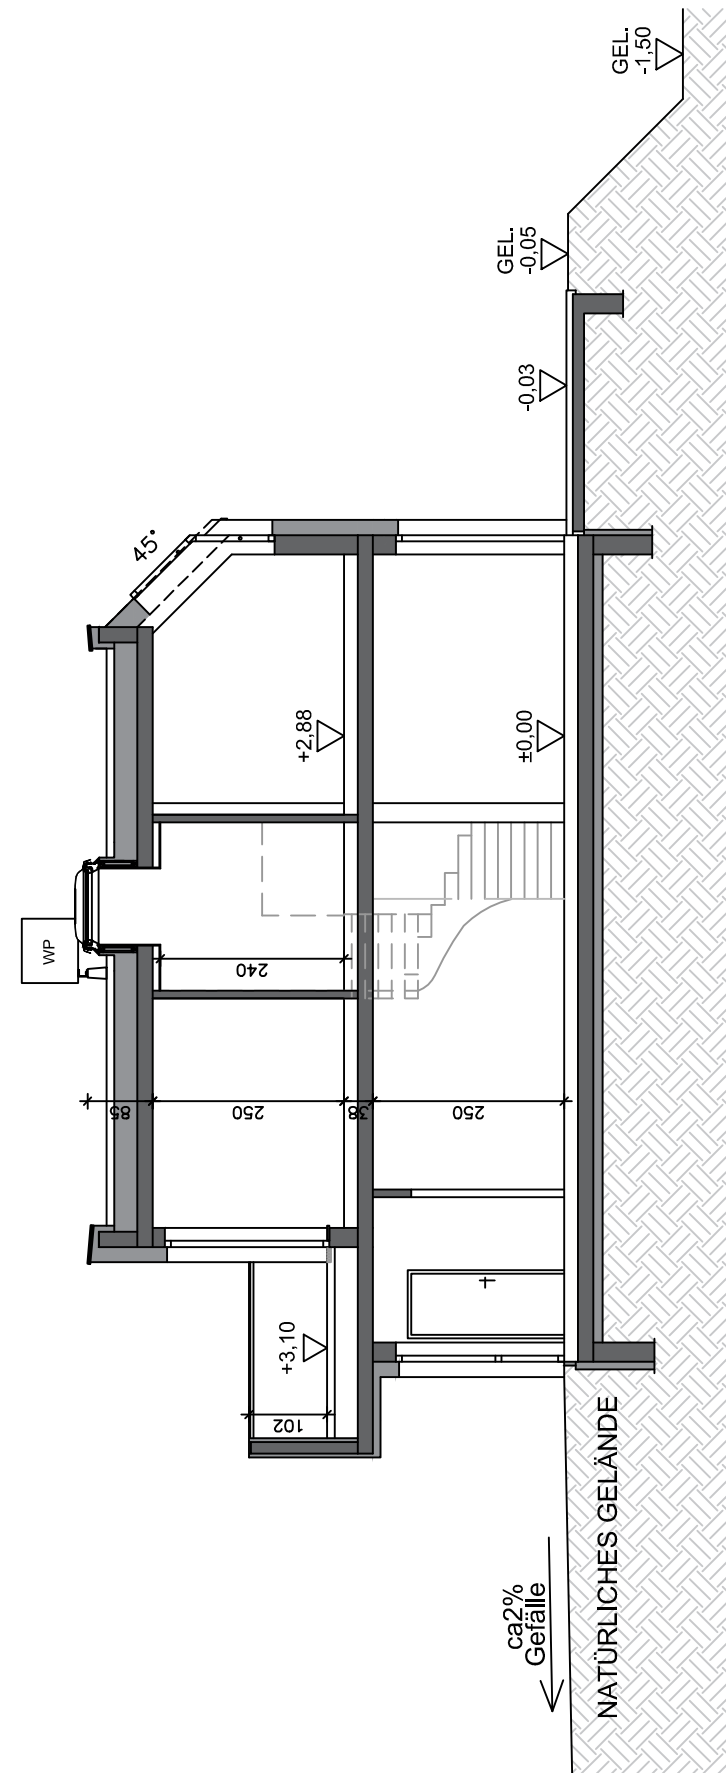 GEL.
-1,50
GEL.
-0,05
-0,03
45°
+2,88
±0,00
WP
240
85
250
38
250
+3,10
102
ca2%
Gefälle
NATÜRLICHES GELÄNDE